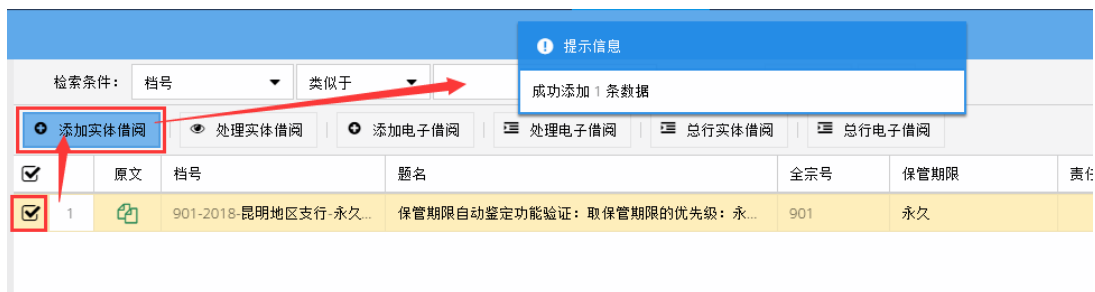 提示信息
检索条件： 档号 类似于
成功添加 1 条数据
添加实体借阅 处理实体借阅 添加电子借阅 处理电子借阅 总行实体借阅 总行电子借阅
原文 档号 题名 全宗号 保管期限 责任
1 901-2018-昆明地区支行-永久... 保管期限自动鉴定功能验证：取保管期限的优先级：永... 901 永久